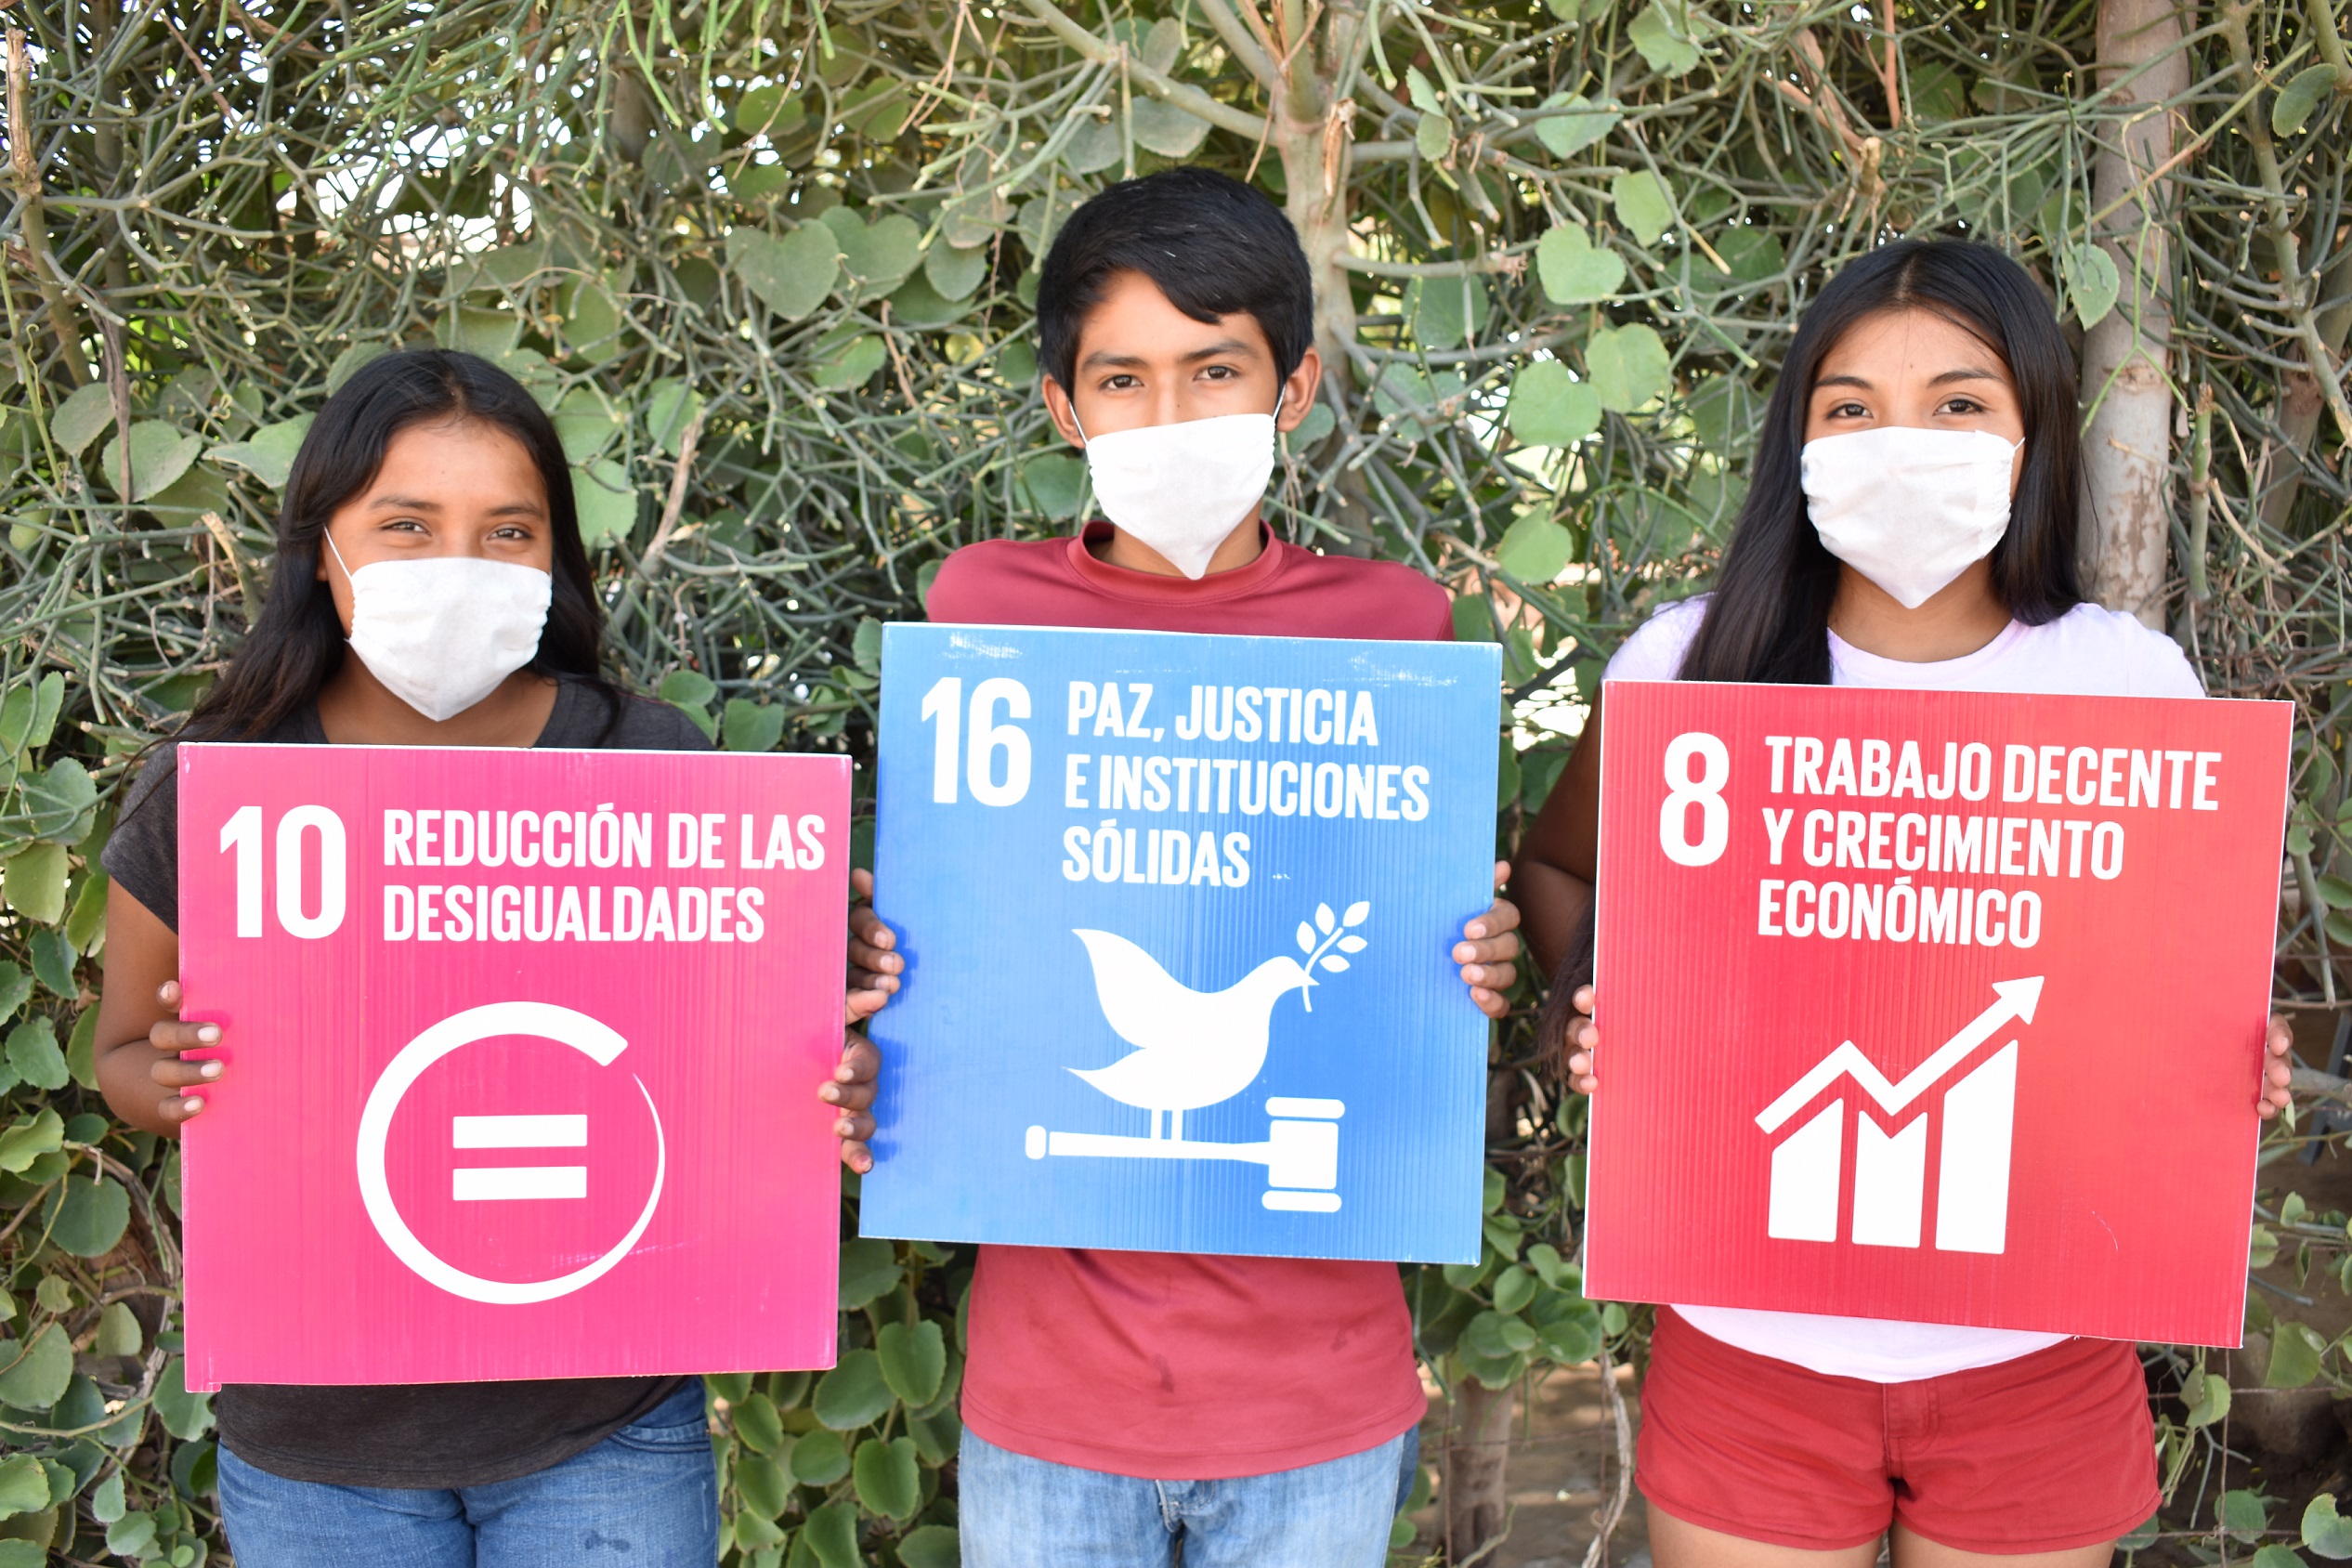 10
REDUCCIÓN DE LAS
DESIGUALDADES
16
PAZ, JUSTICIA
E INSTITUCIONES
SÓLIDAS
8
TRABAJO DECENTE
Y CRECIMIENTO
ECONÓMICO